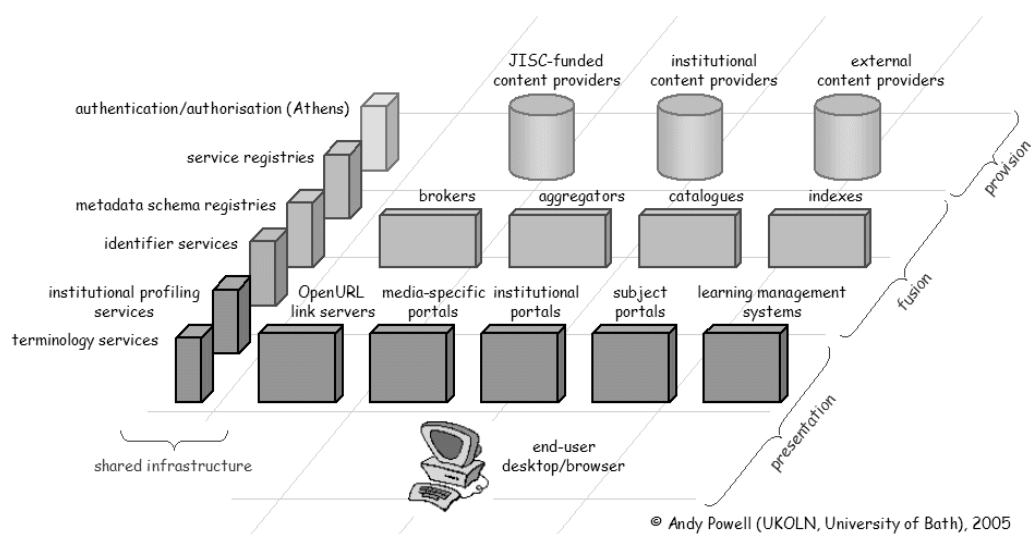 JISC-funded
content providers
institutional
content providers
external
content providers
authentication/authorisation (Athens)
service registries
metadata schema registries
identifier services
institutional profiling
services
terminology services
provision
brokers
aggregators
catalogues
indexes
fusion
OpenURL
link servers
media-specific
portals
institutional
portals
subject
portals
learning management
systems
presentation
shared infrastructure
end-user
desktop/browser
© Andy Powell (UKOLN, University of Bath), 2005